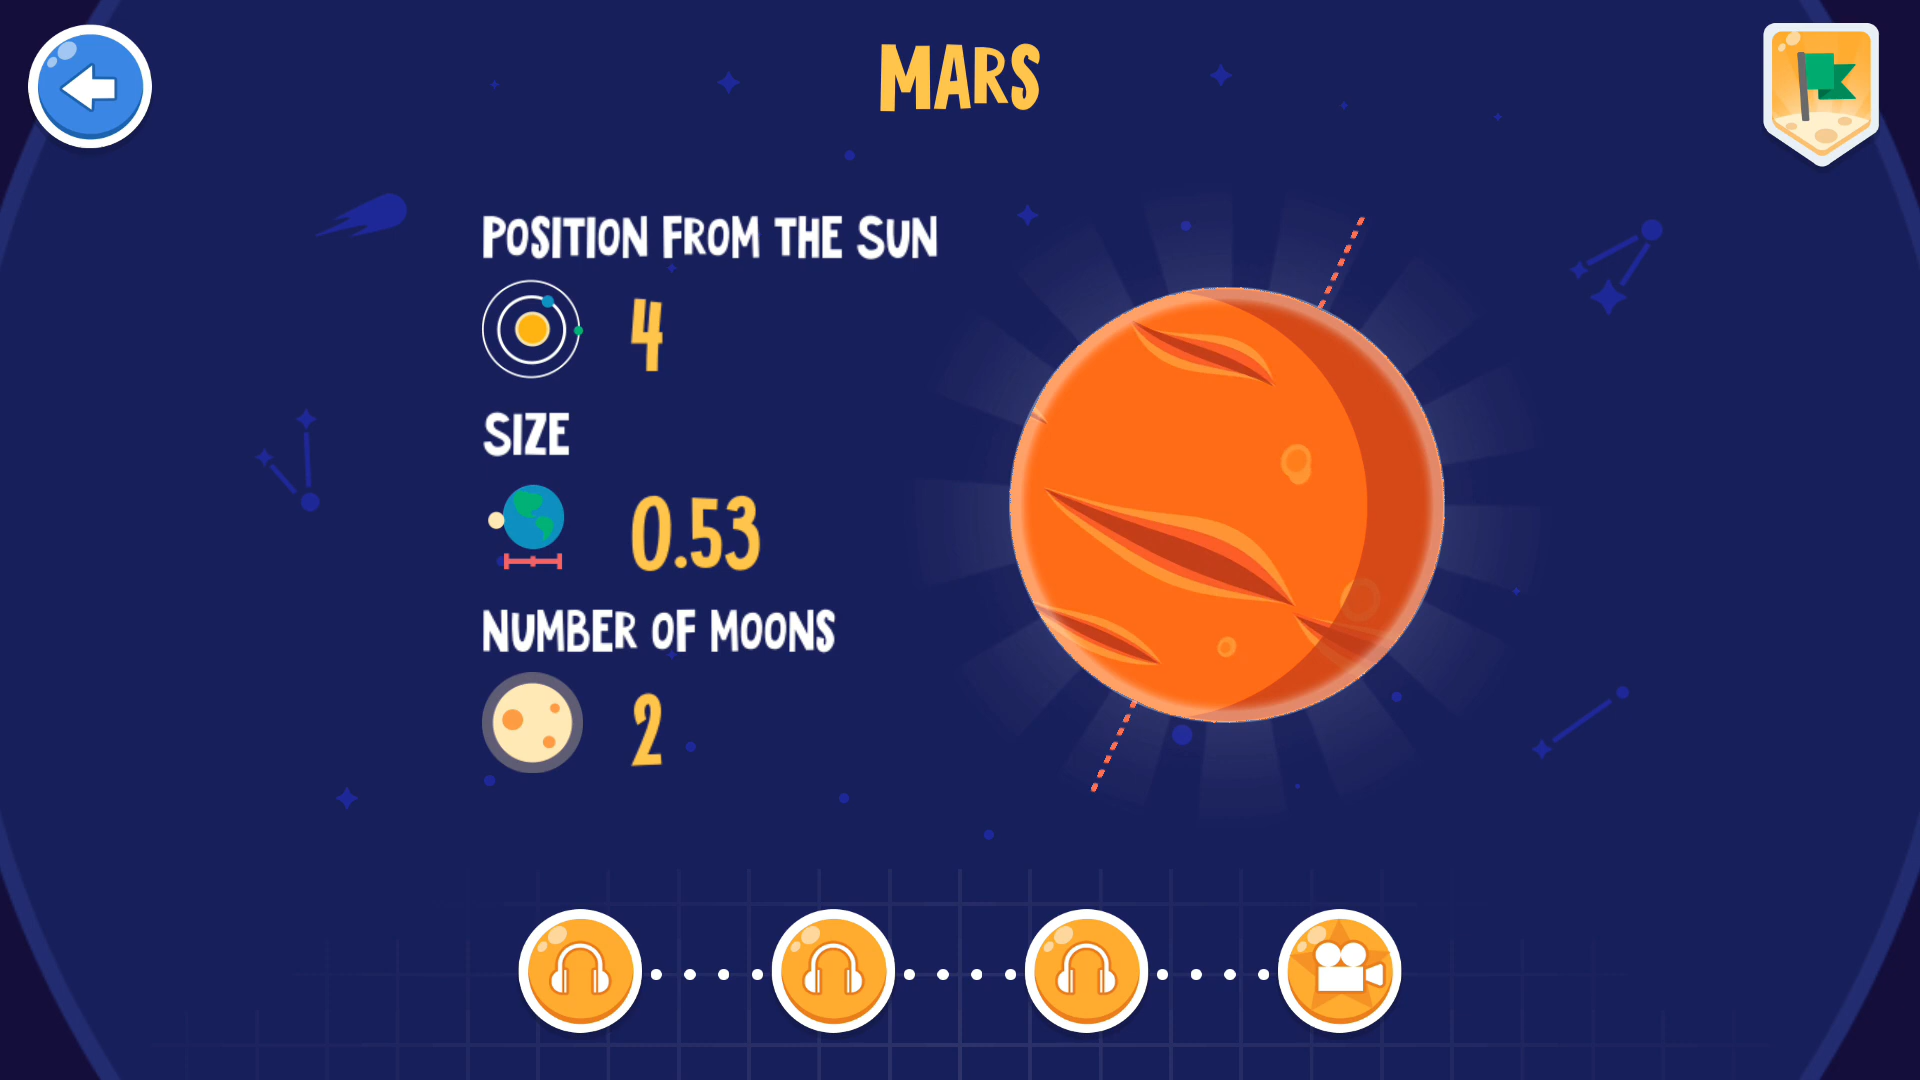 MARS
POSITION FROM THE SUN
4
SIZE
0.53
NUMBER OF MOONS
2